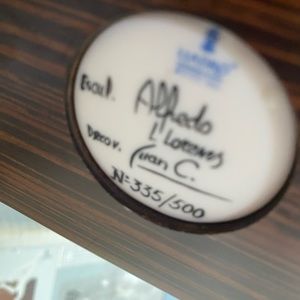 Escul. Alfredo
Llorens
Decor. Juan C.
Nº 335/500